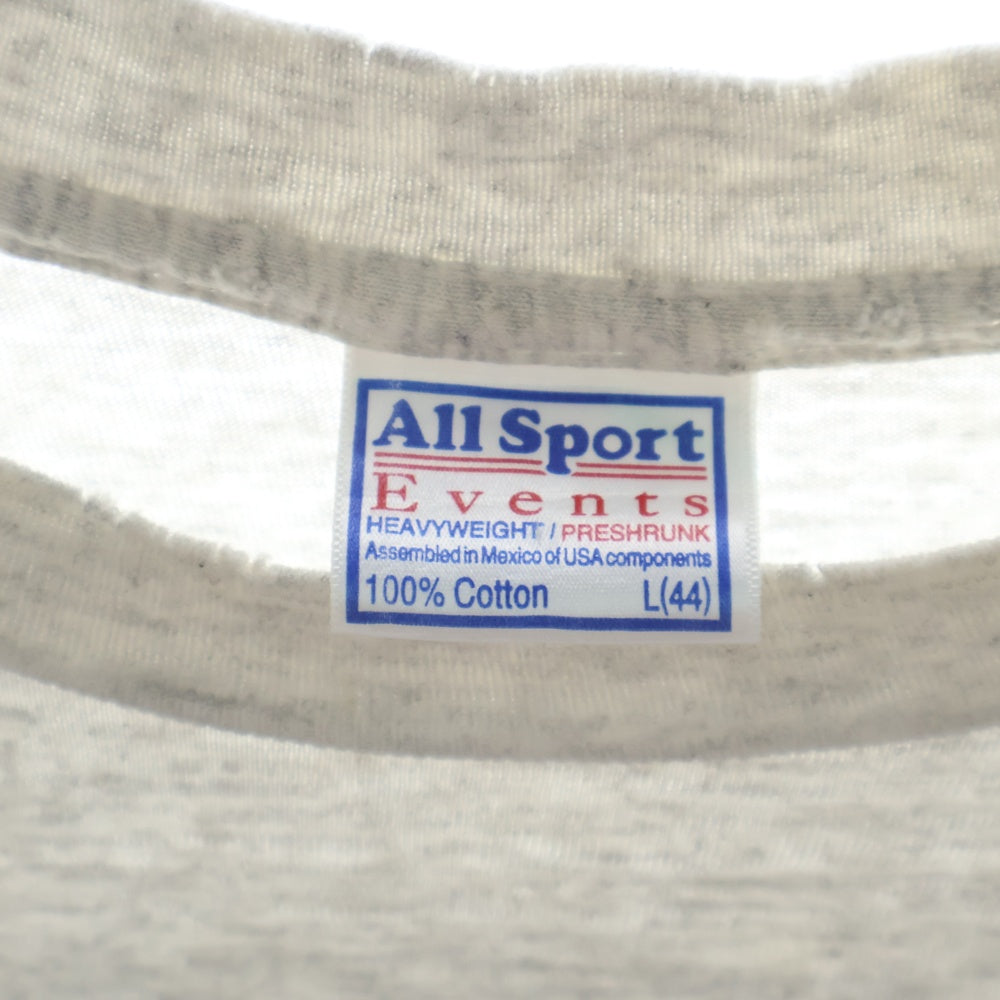 All Sport
Events
HEAVYWEIGHT / PRESHRUNK
Assembled in Mexico of USA components
100% Cotton L(44)